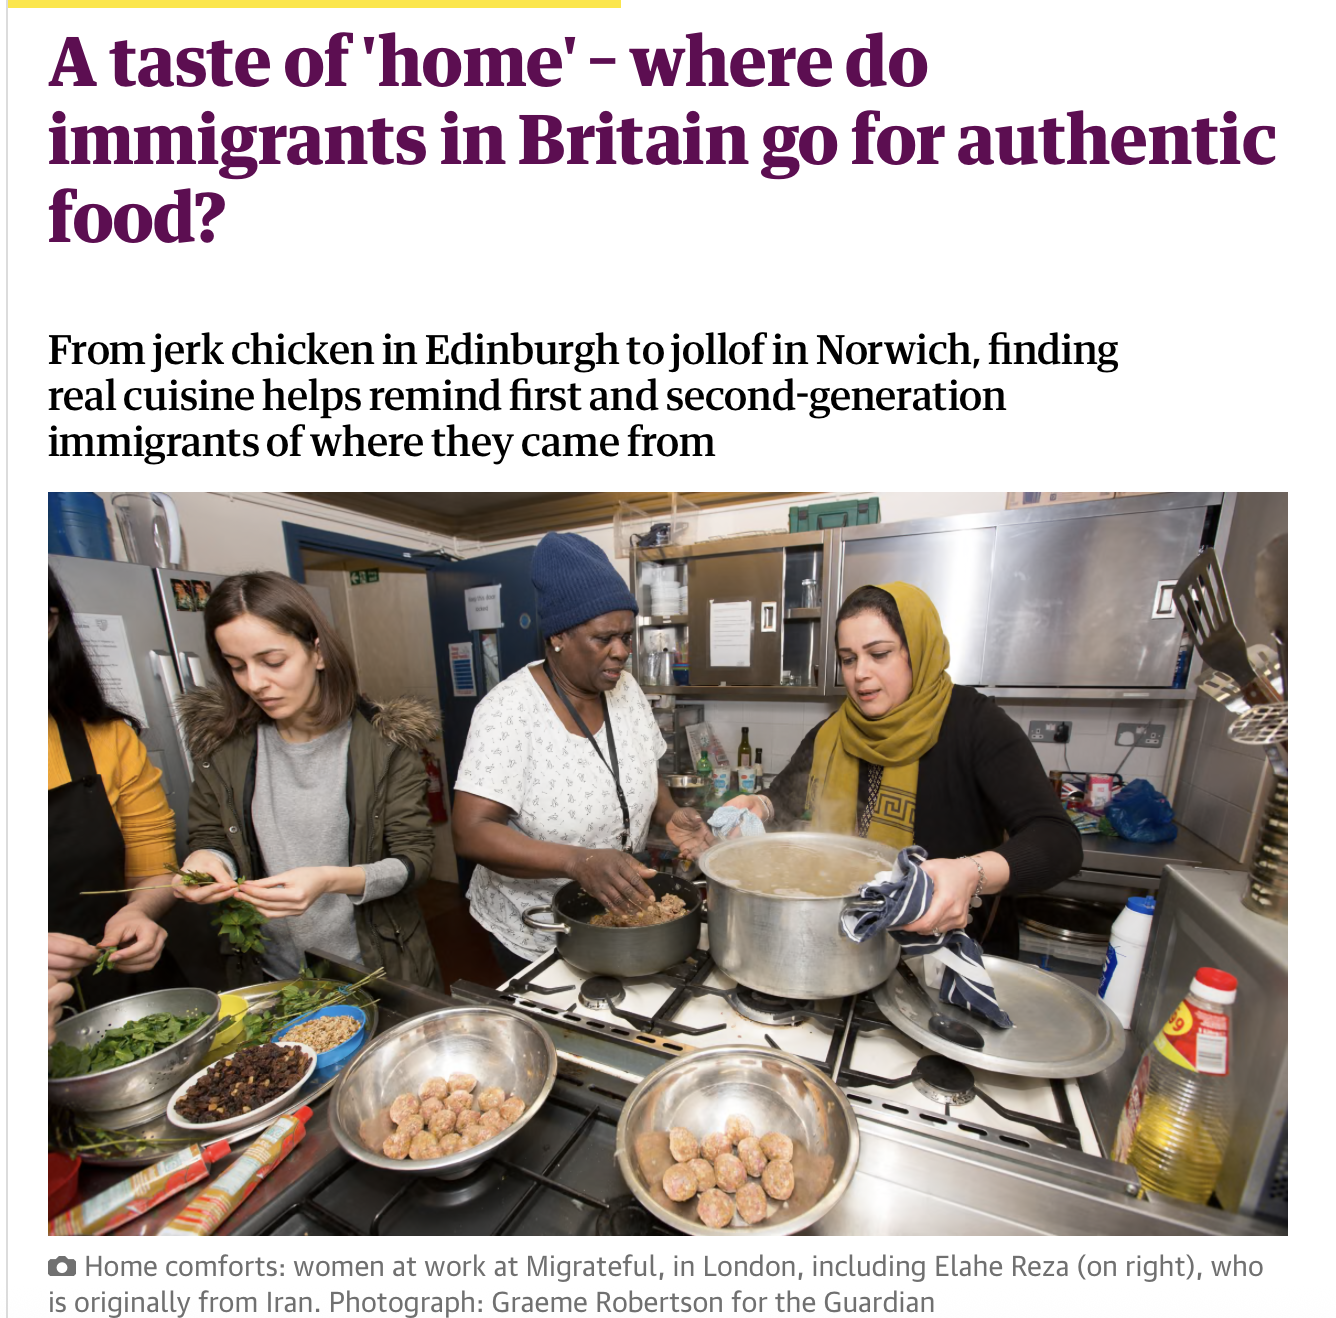 A taste of 'home' – where do
immigrants in Britain go for authentic
food?
From jerk chicken in Edinburgh to jollof in Norwich, finding
real cuisine helps remind first and second-generation
immigrants of where they came from
Home comforts: women at work at Migrateful, in London, including Elahe Reza (on right), who
is originally from Iran. Photograph: Graeme Robertson for the Guardian